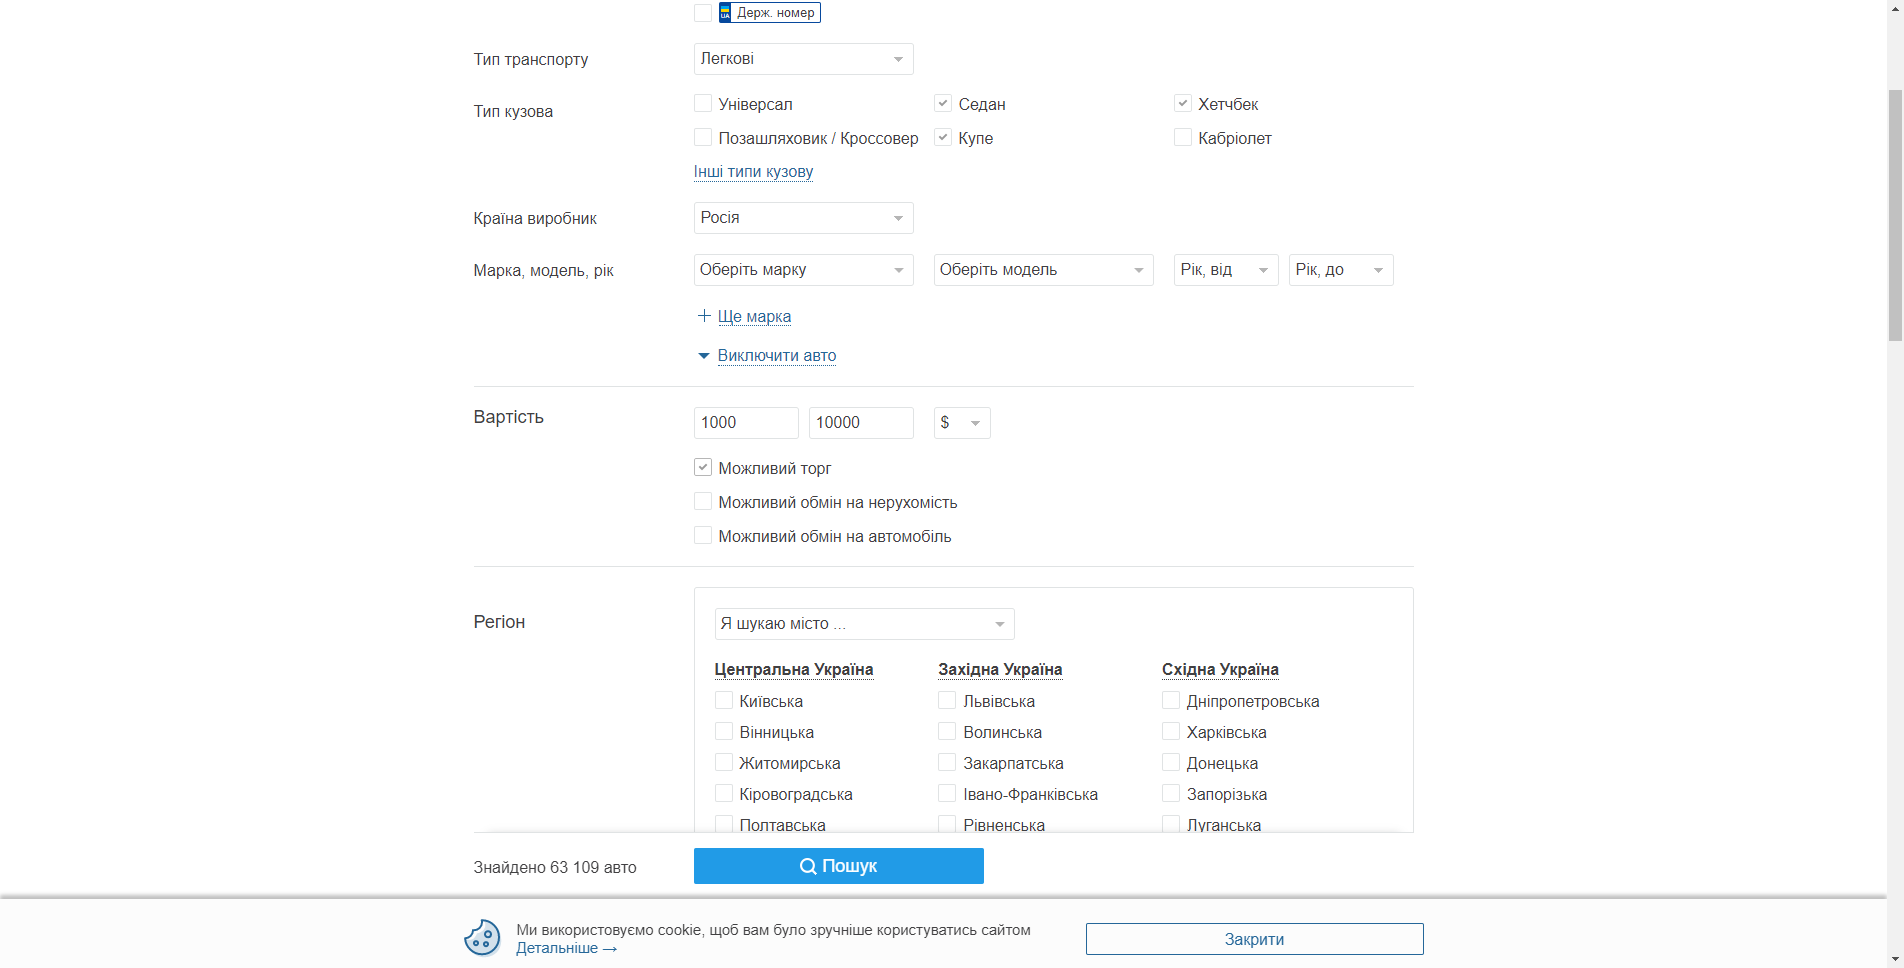 UA Держ. номер
Тип транспорту Легкові
Тип кузова Універсал Седан Хетчбек
Позашляховик / Кроссовер Купе Кабріолет
Інші типи кузову
Країна виробник Росія
Марка, модель, рік Оберіть марку Оберіть модель Рік, від Рік, до
Ще марка
Виключити авто
Вартість 1000 10000 $
Можливий торг
Можливий обмін на нерухомість
Можливий обмін на автомобіль
Регіон Я шукаю місто ...
Центральна Україна Західна Україна Східна Україна
Київська Львівська Дніпропетровська
Вінницька Волинська Харківська
Житомирська Закарпатська Донецька
Кіровоградська Івано-Франківська Запорізька
Полтавська Рівненська Луганська
Знайдено 63 109 авто Пошук
Ми використовуємо cookie, щоб вам було зручніше користуватись сайтом
Детальніше →
Закрити